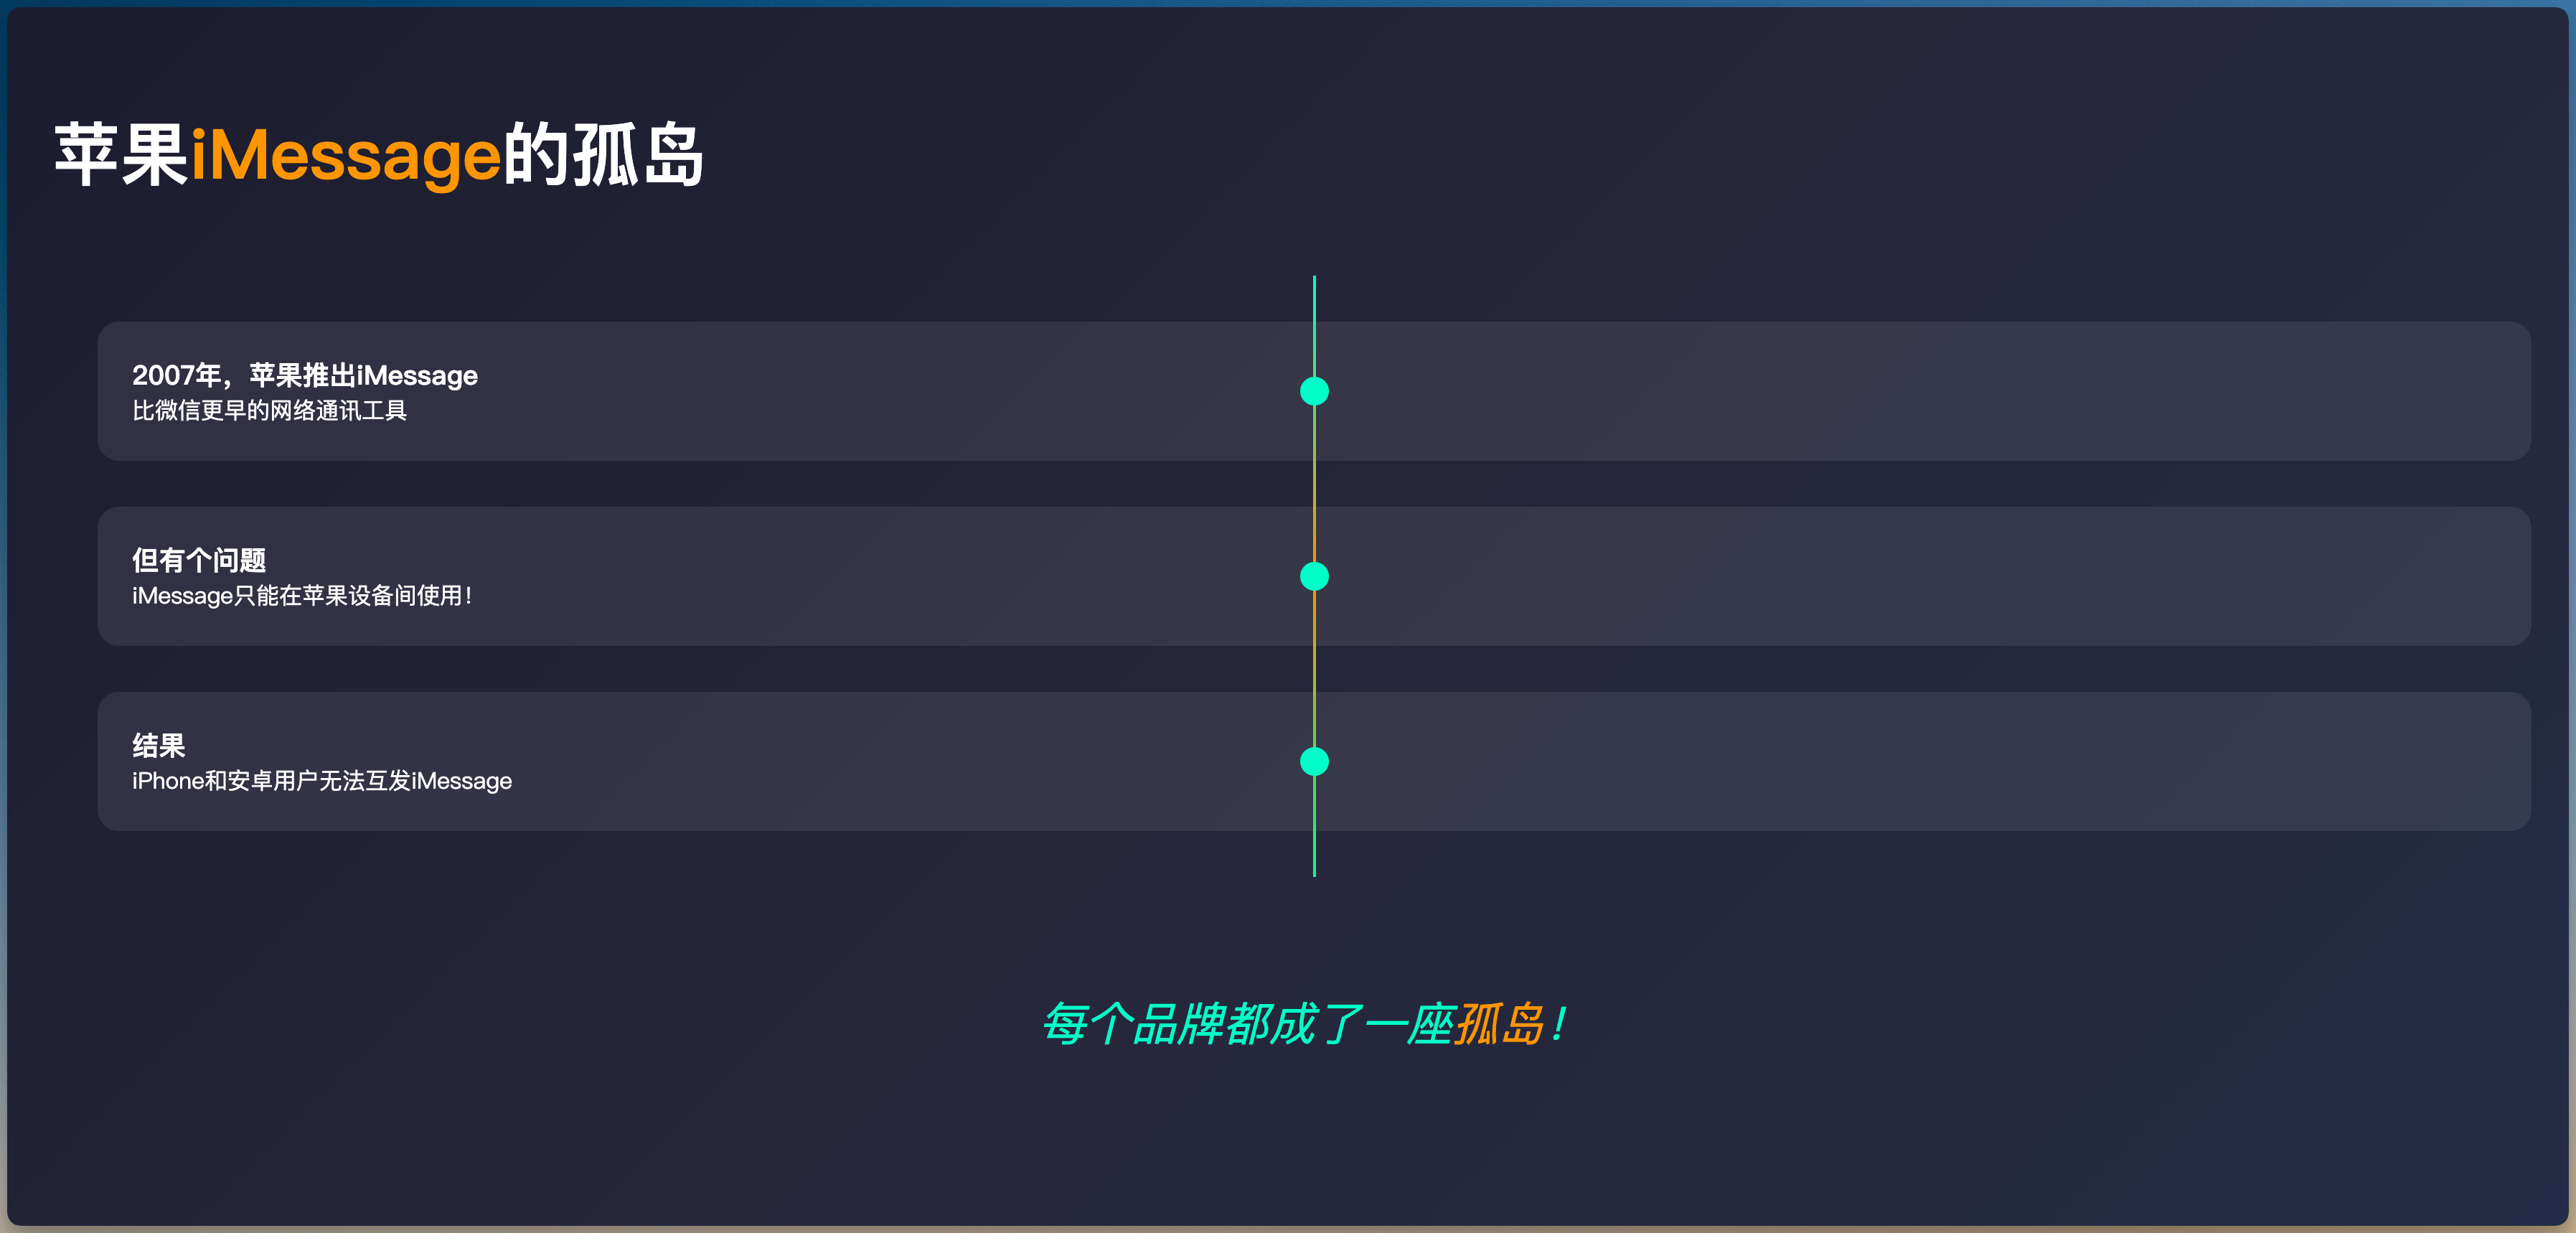 苹果iMessage的孤岛
2007年，苹果推出iMessage
比微信更早的网络通讯工具
但有个问题
iMessage只能在苹果设备间使用！
结果
iPhone和安卓用户无法互发iMessage
每个品牌都成了一座孤岛！